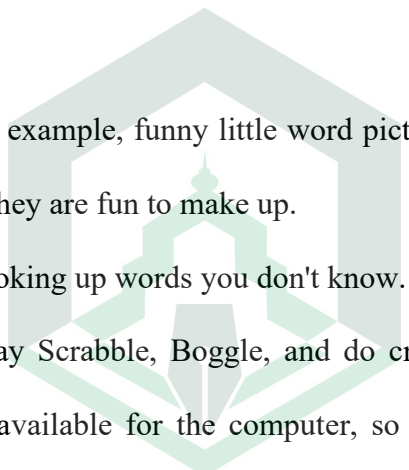 example, funny little word pict
hey are fun to make up.
oking up words you don't know.
ay Scrabble, Boggle, and do cr
available for the computer, so